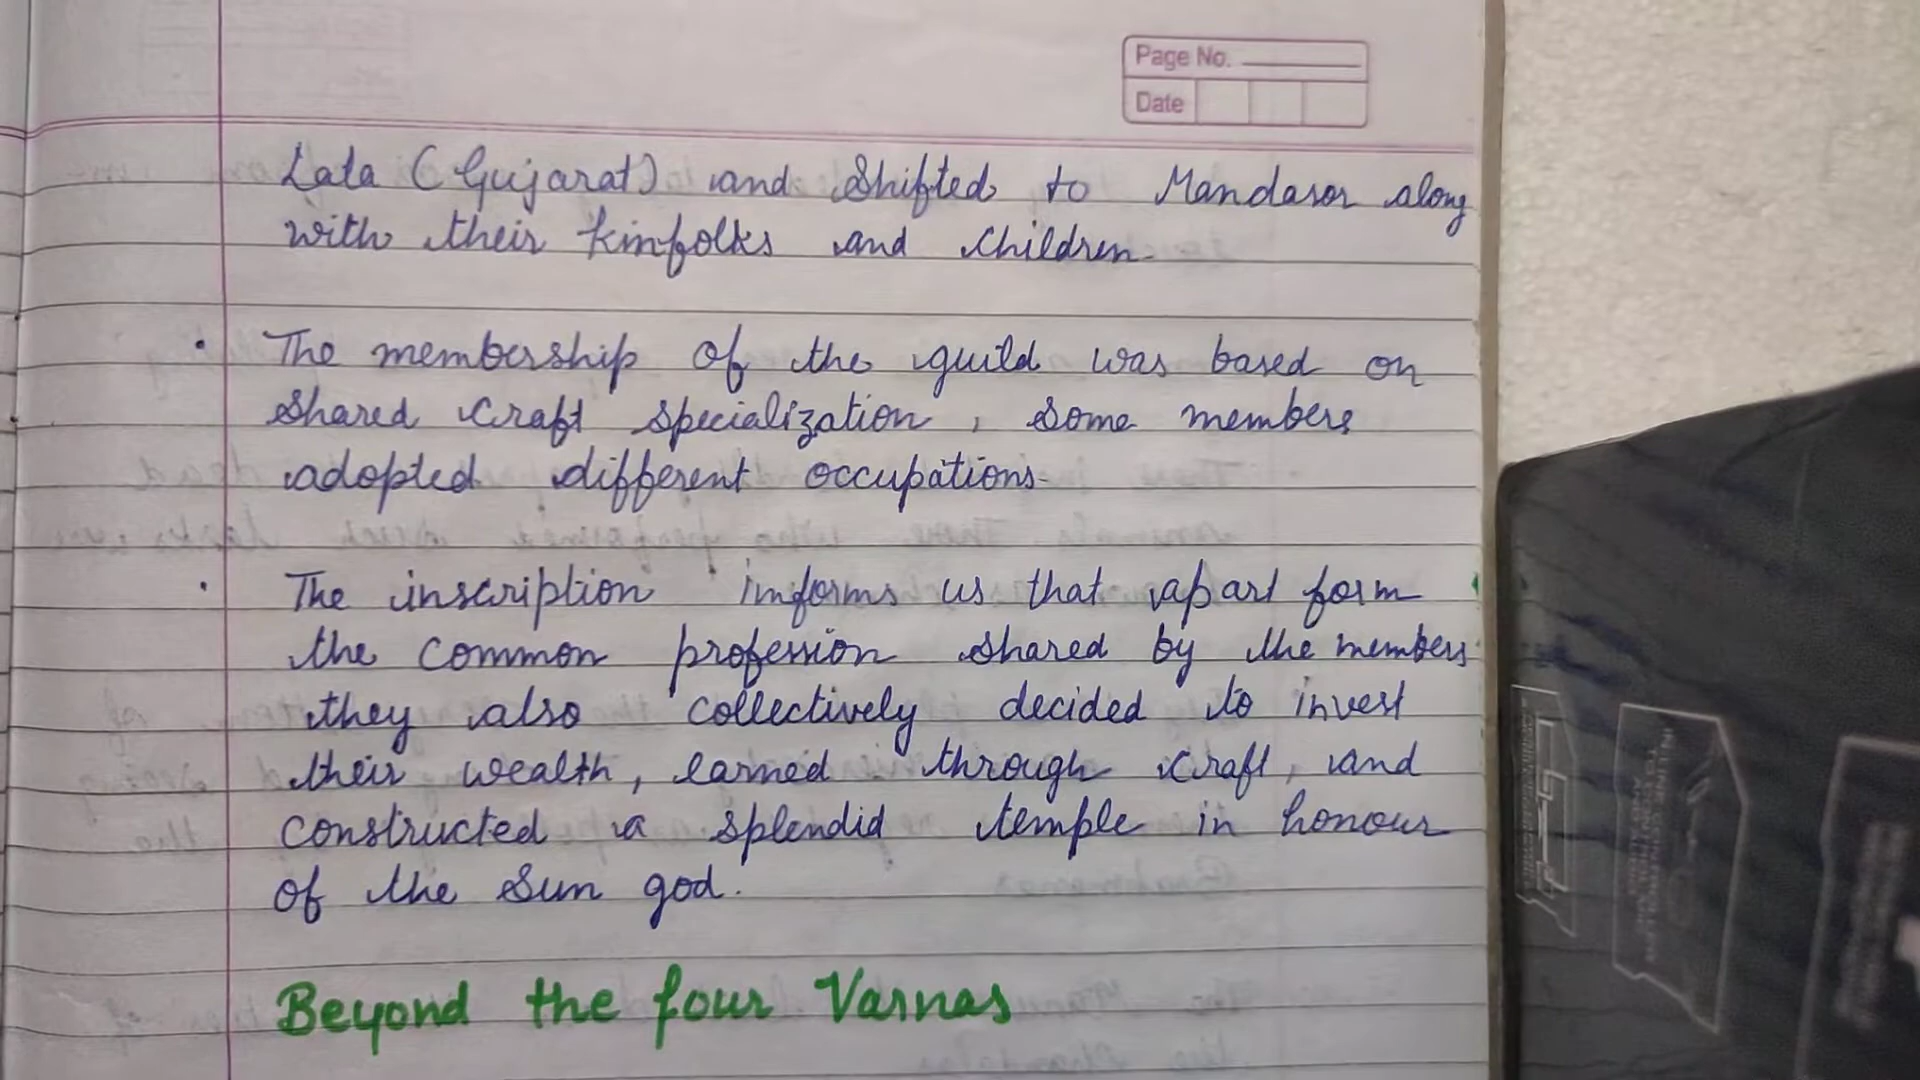 Page No.
Date
Lata (Gujarat) and shifted to Mandasor along
with their kinfolks and children.
• The membership of the guild was based on
shared craft specialization, some members
adopted different occupations.
• The inscription imforms us that apart form
the common profession shared by the members
they also collectively decided to invest
their wealth, earned through craft, and
constructed a splendid temple in honour
of the Sun god.
Beyond the four Varnas